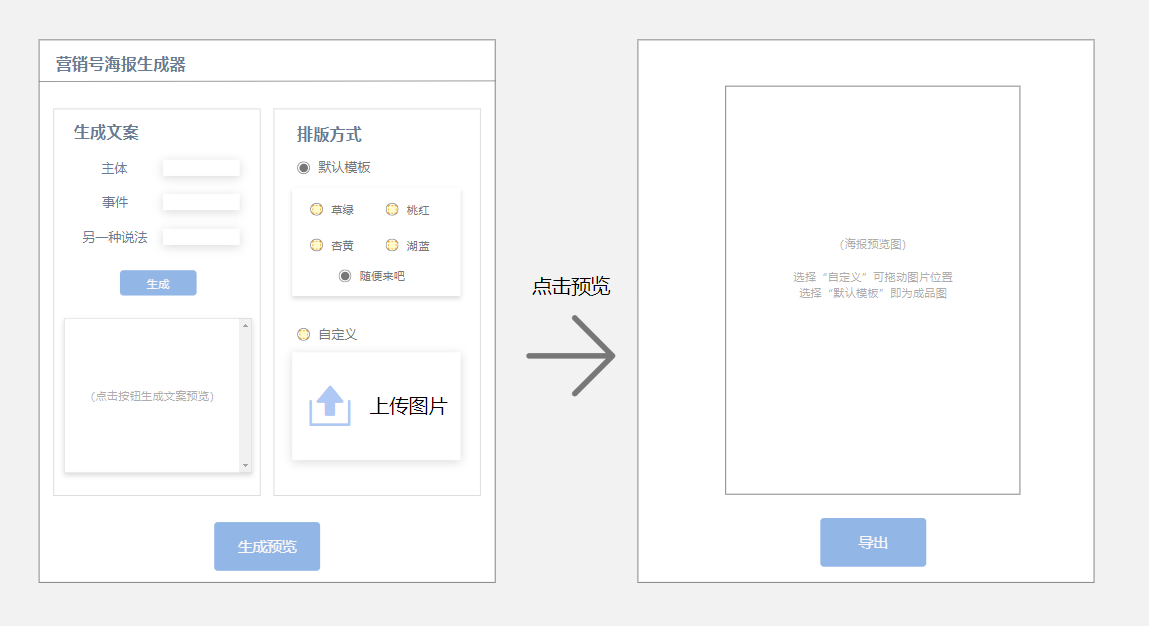 营销号海报生成器
生成文案
主体
事件
另一种说法
生成
(点击按钮生成文案预览)
排版方式
默认模板
草绿
桃红
杏黄
湖蓝
随便来吧
自定义
上传图片
生成预览
点击预览
(海报预览图)
选择“自定义”可拖动图片位置
选择“默认模板”即为成品图
导出